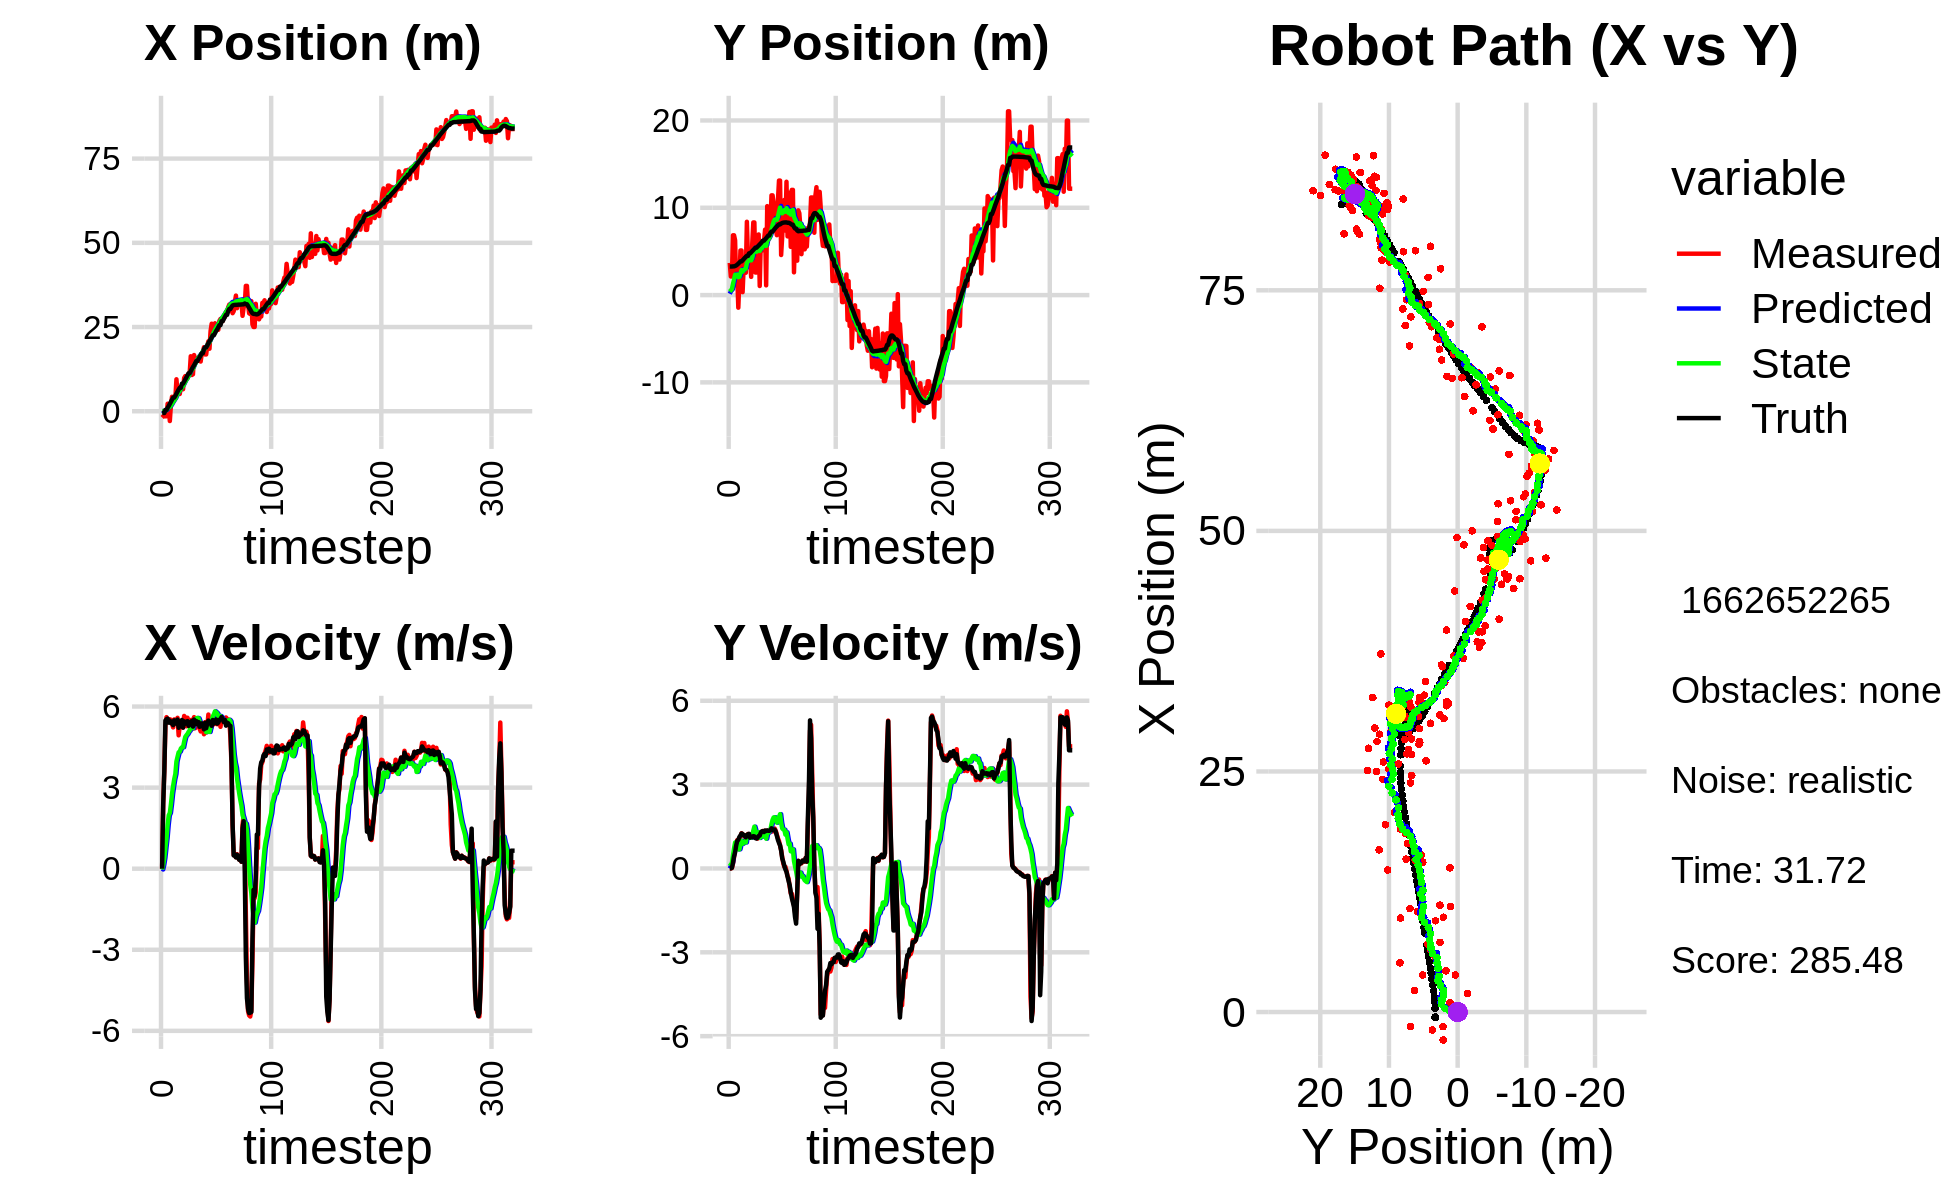 X Position (m)
75
50
25
0
0
100
200
300
timestep
Y Position (m)
20
10
0
-10
0
100
200
300
timestep
X Velocity (m/s)
6
3
0
-3
-6
0
100
200
300
timestep
Y Velocity (m/s)
6
3
0
-3
-6
0
100
200
300
timestep
Robot Path (X vs Y)
X Position (m)
75
50
25
0
20 10 0 -10 -20
Y Position (m)
variable
Measured
Predicted
State
Truth
1662652265
Obstacles: none
Noise: realistic
Time: 31.72
Score: 285.48